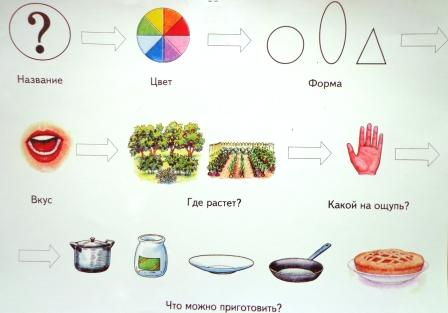 ?
Название
Цвет
Форма
Вкус
Где растет?
Какой на ощупь?
Что можно приготовить?